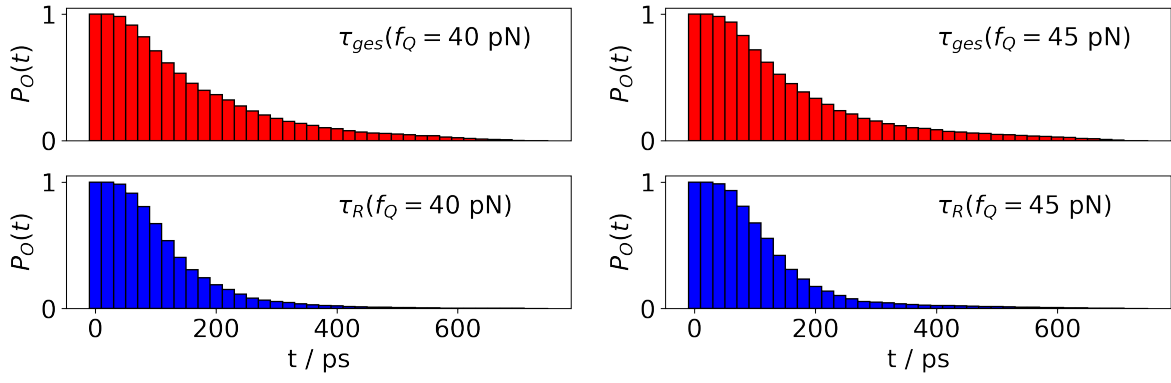 1
τ_ges(f_Q = 40 pN)
P_O(t)
0
1
τ_ges(f_Q = 45 pN)
P_O(t)
0
1
τ_R(f_Q = 40 pN)
P_O(t)
0
0 200 400 600
t / ps
1
τ_R(f_Q = 45 pN)
P_O(t)
0
0 200 400 600
t / ps